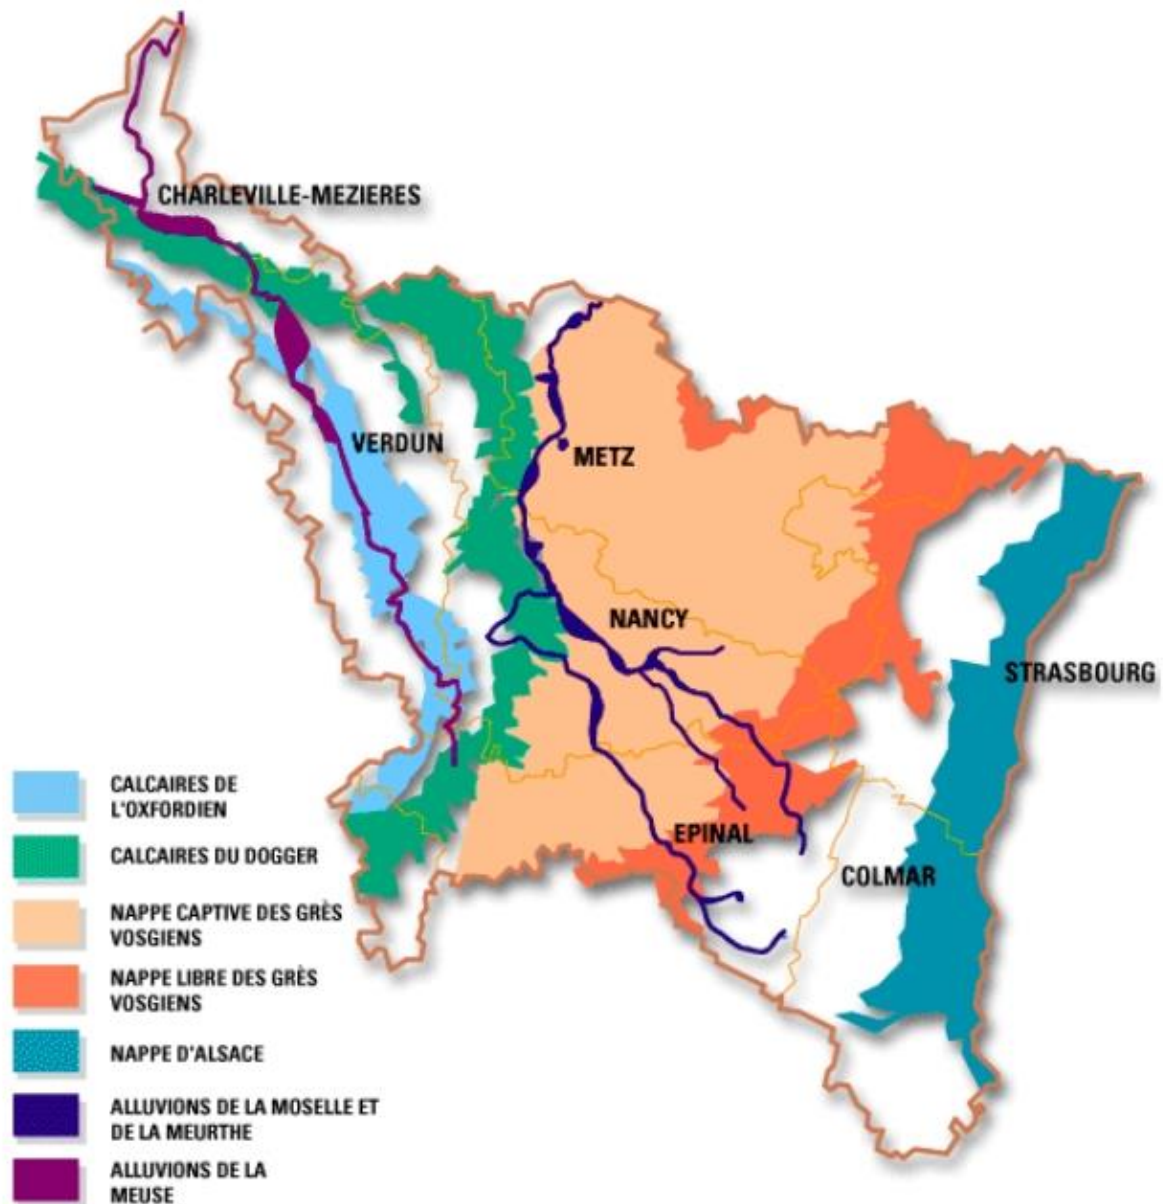 CHARLEVILLE-MEZIERES
VERDUN
METZ
NANCY
STRASBOURG
EPINAL
COLMAR
CALCAIRES DE
L'OXFORDIEN
CALCAIRES DU DOGGER
NAPPE CAPTIVE DES GRÈS
VOSGIENS
NAPPE LIBRE DES GRÈS
VOSGIENS
NAPPE D'ALSACE
ALLUVIONS DE LA MOSELLE ET
DE LA MEURTHE
ALLUVIONS DE LA
MEUSE